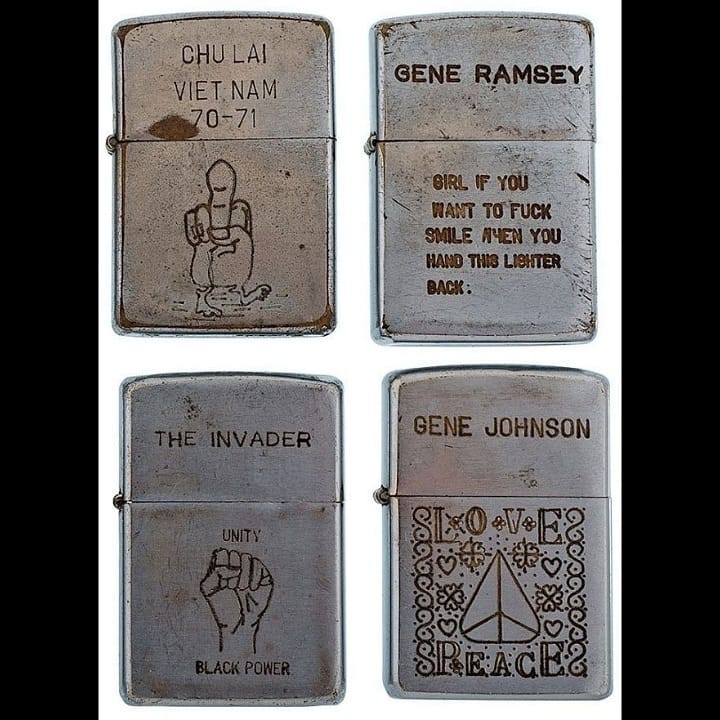 CHU LAI
VIET NAM
70-71
GENE RAMSEY
GIRL IF YOU
WANT TO FUCK
SMILE WHEN YOU
HAND THIS LIGHTER
BACK.
THE INVADER
UNITY
BLACK POWER
GENE JOHNSON
LOVE
PEACE